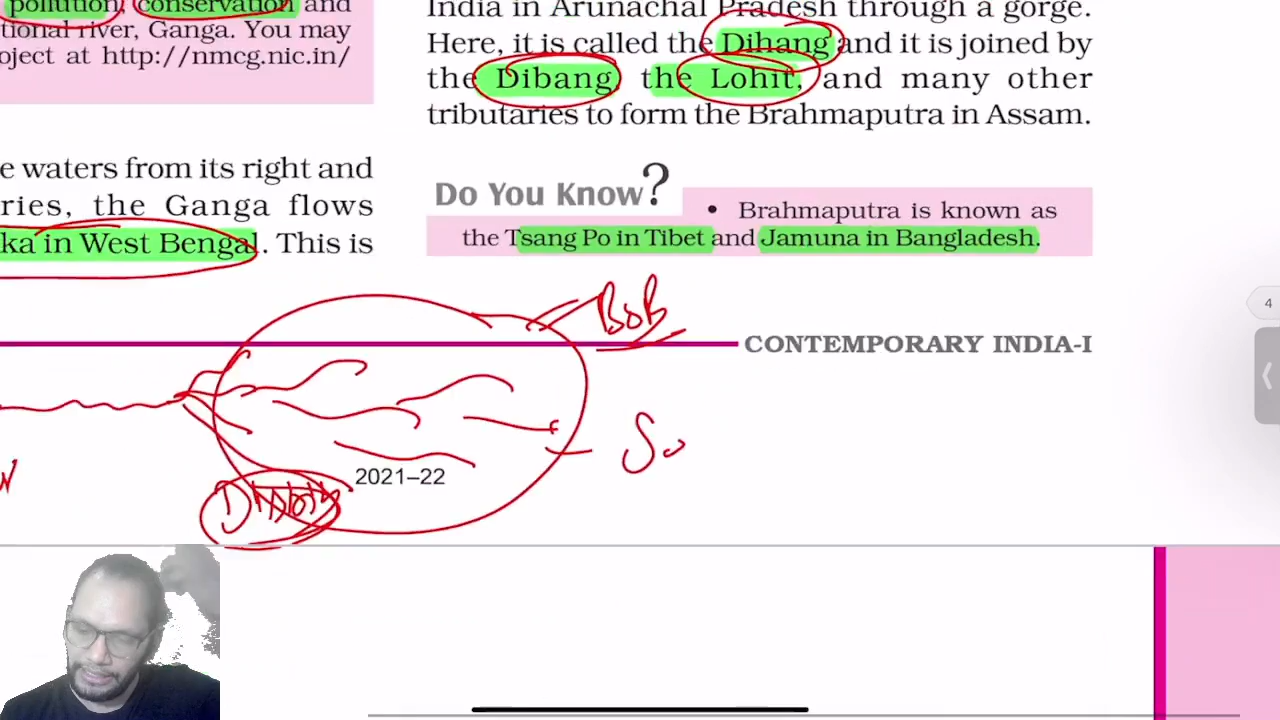 pollution, conservation and
tional river, Ganga. You may
oject at http://nmcg.nic.in/
e waters from its right and
ries, the Ganga flows
ka in West Bengal. This is
India in Arunachal Pradesh through a gorge.
Here, it is called the Dihang and it is joined by
the Dibang, the Lohit, and many other
tributaries to form the Brahmaputra in Assam.
Do You Know?
• Brahmaputra is known as
the Tsang Po in Tibet and Jamuna in Bangladesh.
BoB
CONTEMPORARY INDIA-I
So
2021–22
4